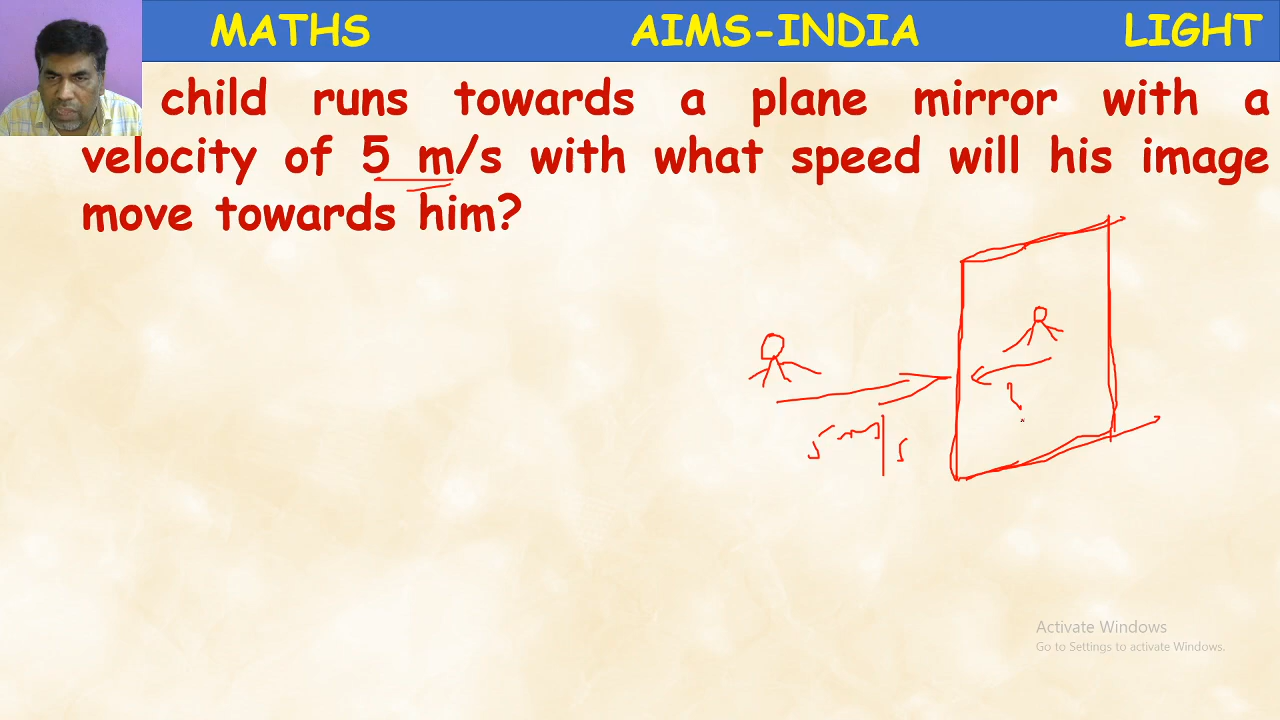 MATHS AIMS-INDIA LIGHT
child runs towards a plane mirror with a
velocity of 5 m/s with what speed will his image
move towards him?
?
5 m/s
Activate Windows
Go to Settings to activate Windows.